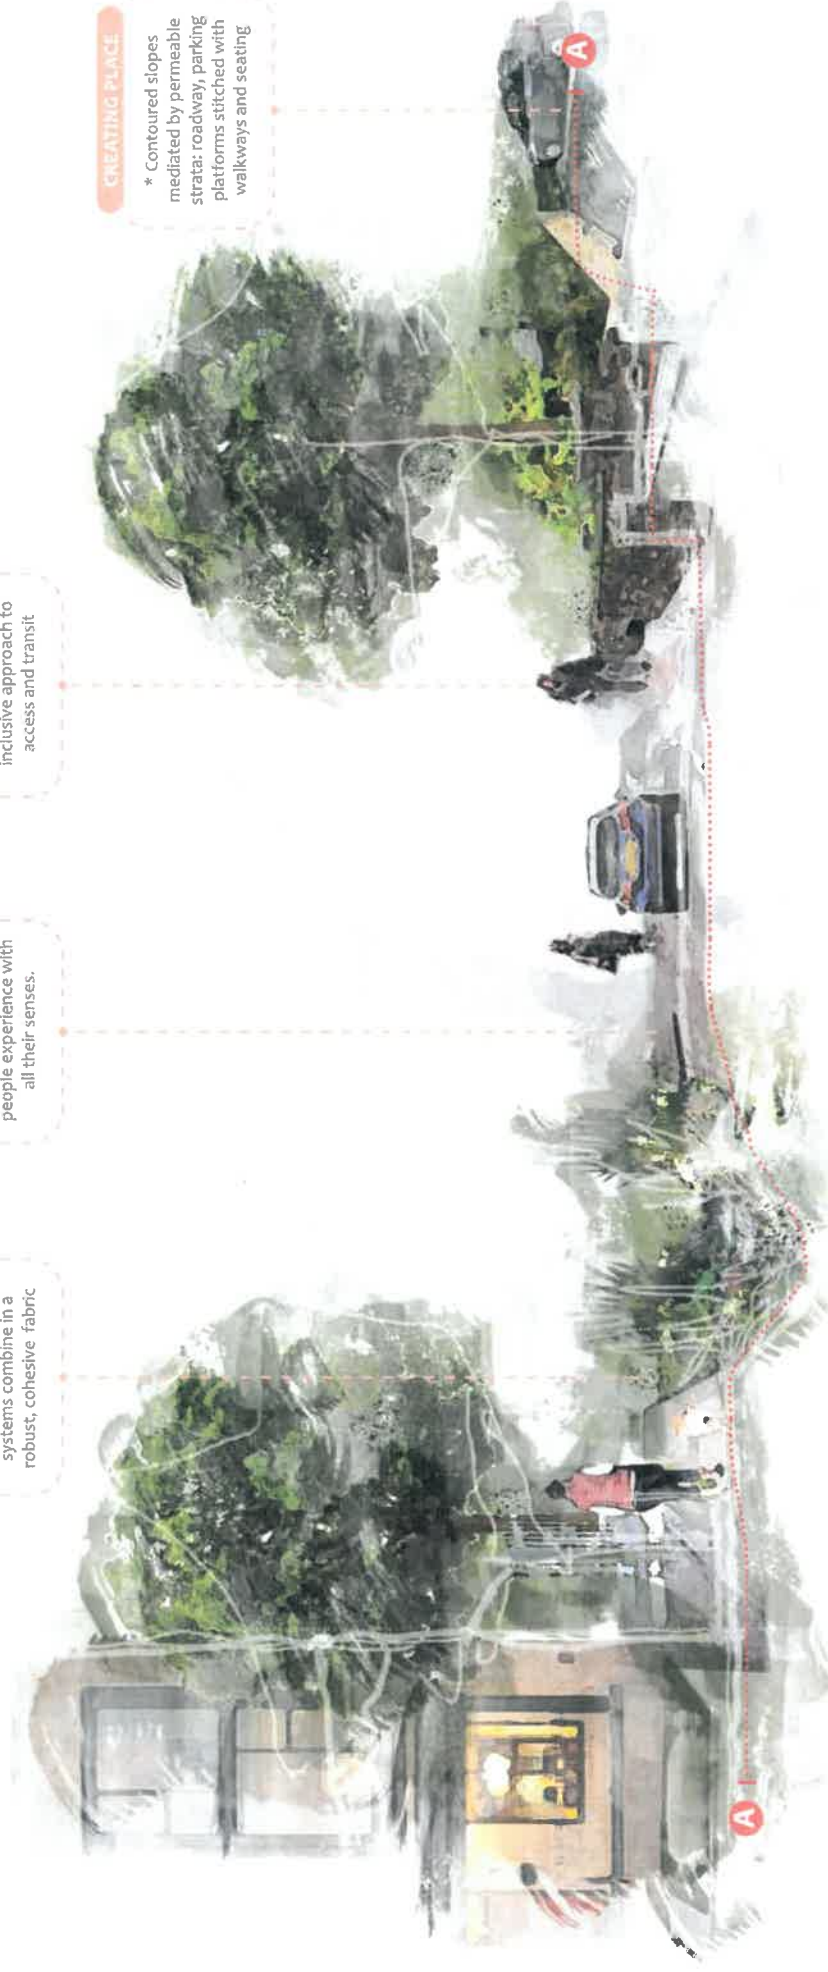 systems combine in a
robust, cohesive fabric
people experience with
all their senses.
inclusive approach to
access and transit
CREATING PLACE
* Contoured slopes
mediated by permeable
strata: roadway, parking
platforms stitched with
walkways and seating
A
A